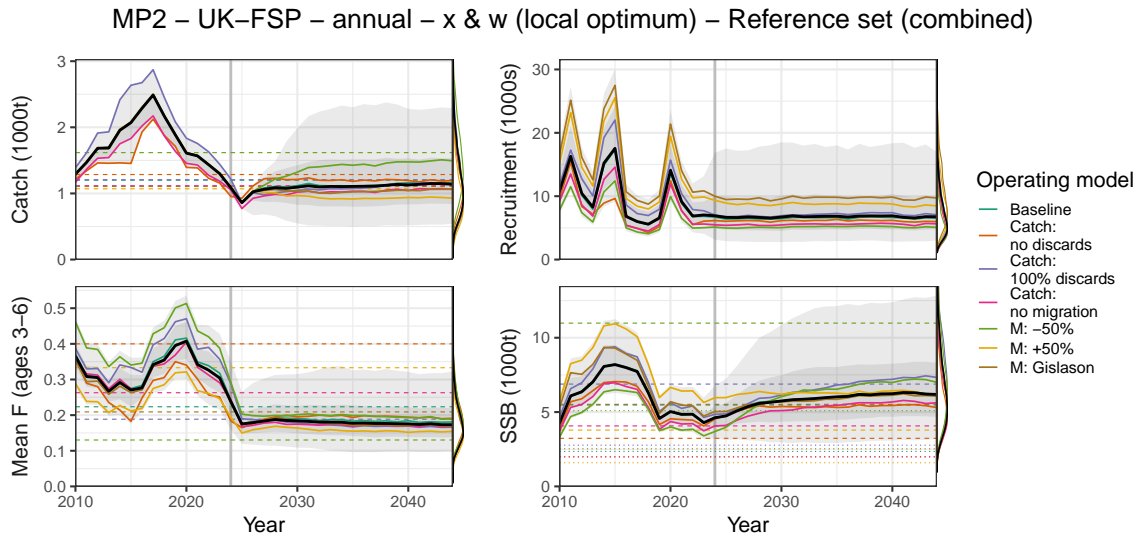 MP2 − UK−FSP − annual − x & w (local optimum) − Reference set (combined)
Catch (1000t)
3
2
1
0
Recruitment (1000s)
30
20
10
0
Mean F (ages 3−6)
0.5
0.4
0.3
0.2
0.1
0.0
2010
2020
2030
2040
Year
SSB (1000t)
10
5
0
2010
2020
2030
2040
Year
Operating model
Baseline
Catch:
no discards
Catch:
100% discards
Catch:
no migration
M: −50%
M: +50%
M: Gislason